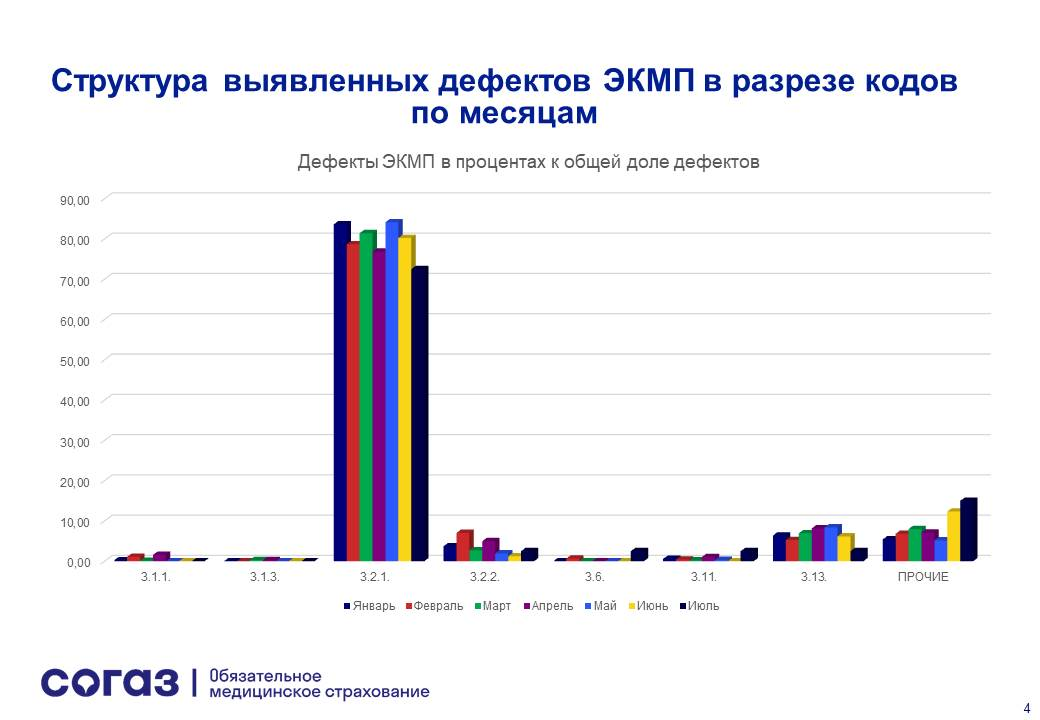 Структура выявленных дефектов ЭКМП в разрезе кодов
по месяцам
Дефекты ЭКМП в процентах к общей доле дефектов
90,00
80,00
70,00
60,00
50,00
40,00
30,00
20,00
10,00
0,00
3.1.1. 3.1.3. 3.2.1. 3.2.2. 3.6. 3.11. 3.13. ПРОЧИЕ
Январь Февраль Март Апрель Май Июнь Июль
согаз
Обязательное
медицинское страхование
4